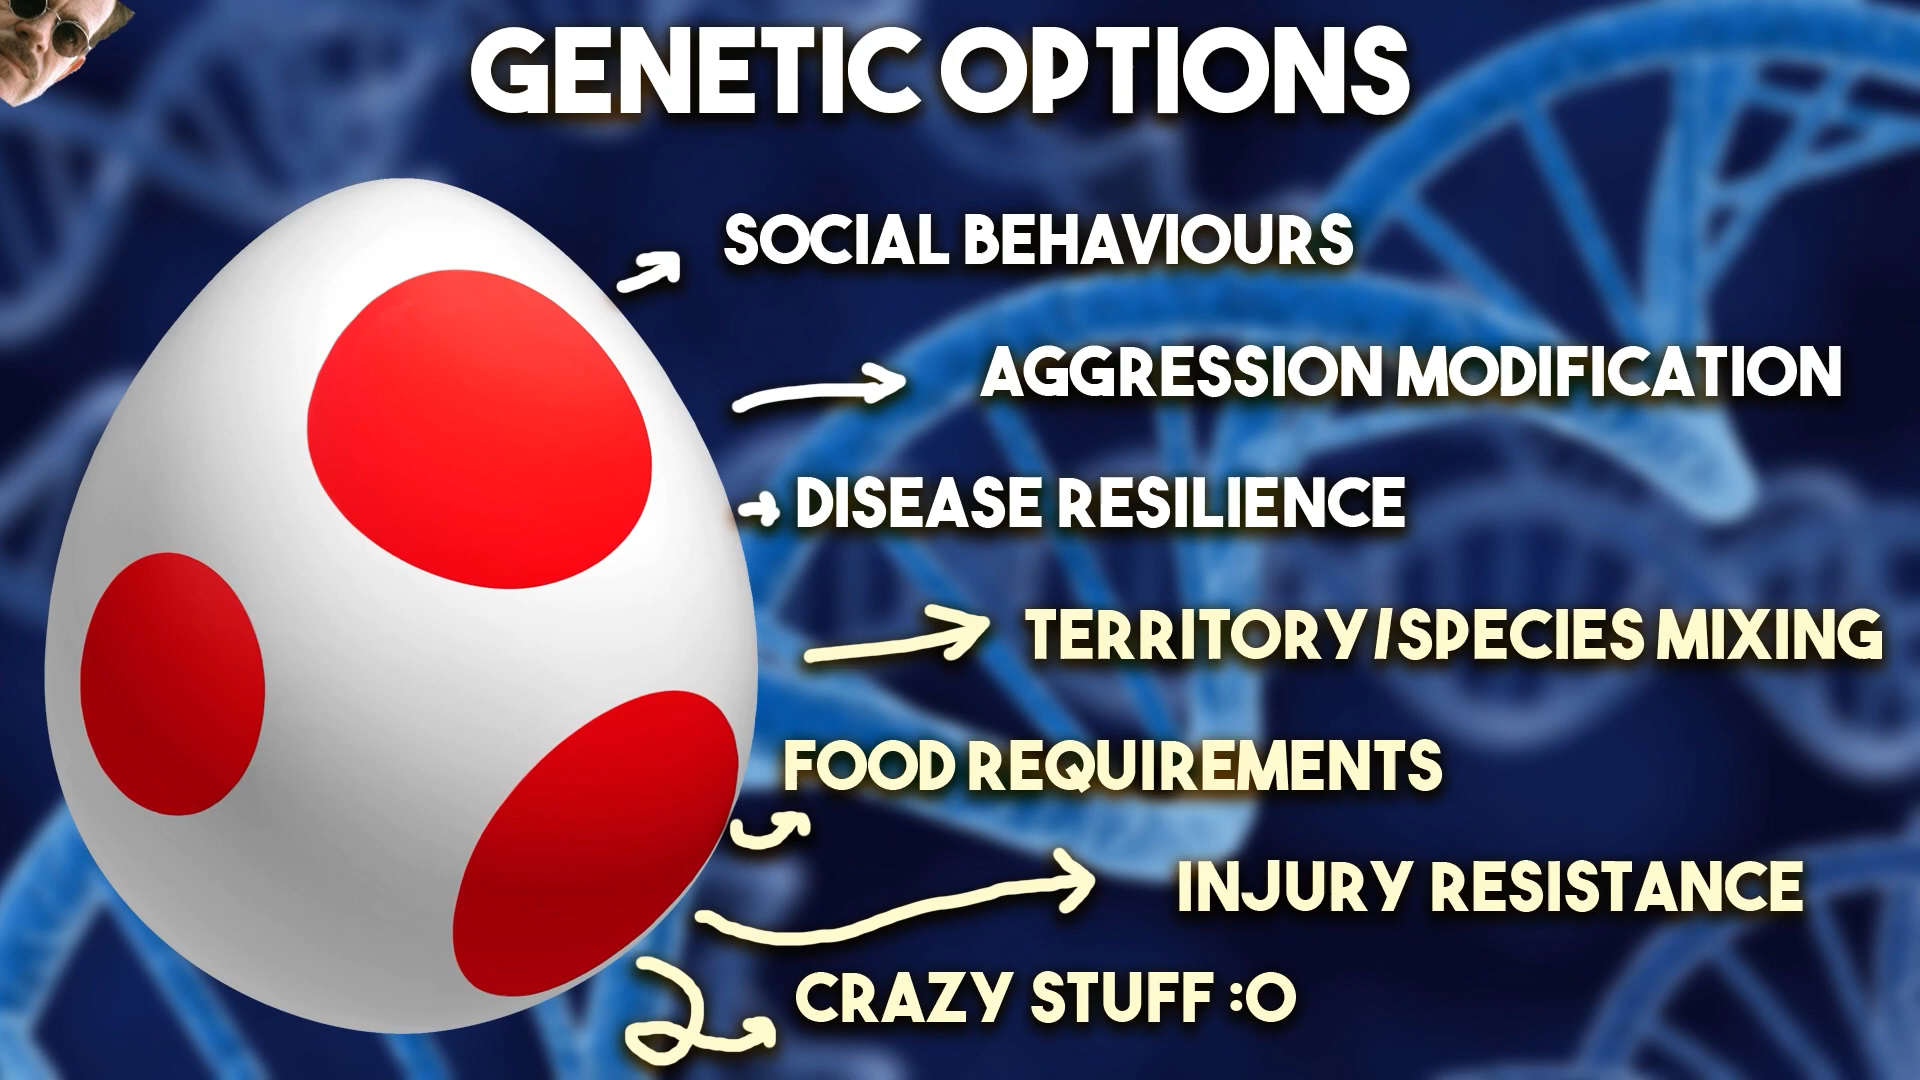 GENETIC OPTIONS
SOCIAL BEHAVIOURS
AGGRESSION MODIFICATION
DISEASE RESILIENCE
TERRITORY/SPECIES MIXING
FOOD REQUIREMENTS
INJURY RESISTANCE
CRAZY STUFF :O